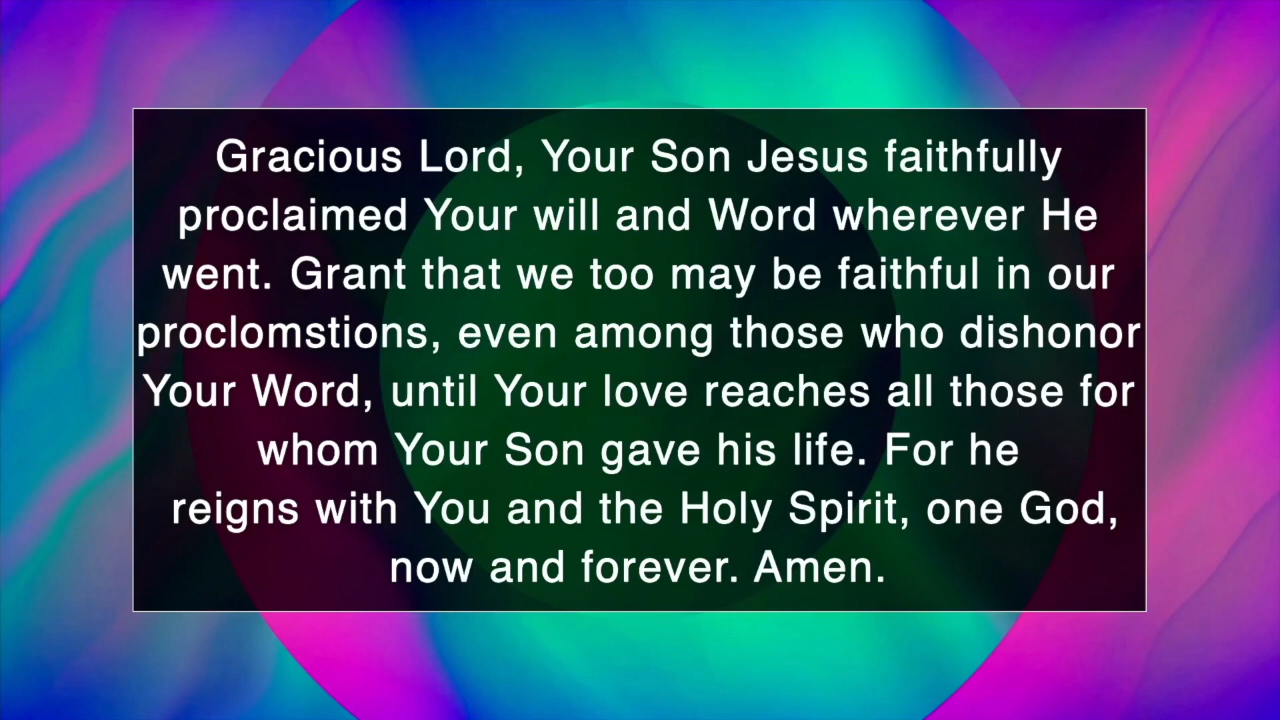 Gracious Lord, Your Son Jesus faithfully
proclaimed Your will and Word wherever He
went. Grant that we too may be faithful in our
proclomstions, even among those who dishonor
Your Word, until Your love reaches all those for
whom Your Son gave his life. For he
reigns with You and the Holy Spirit, one God,
now and forever. Amen.